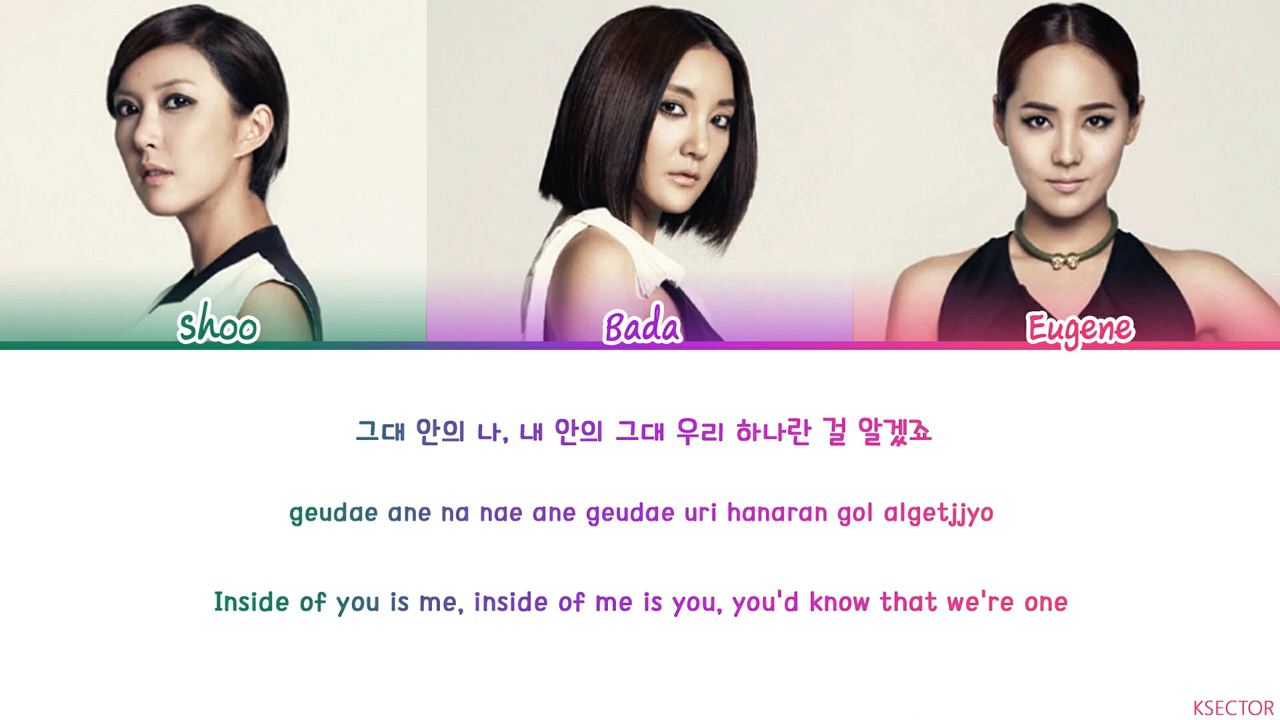 Shoo
Bada
Eugene
그대 안의 나, 내 안의 그대 우리 하나란 걸 알겠죠
geudae ane na nae ane geudae uri hanaran gol algetjjyo
Inside of you is me, inside of me is you, you'd know that we're one
KSECTOR